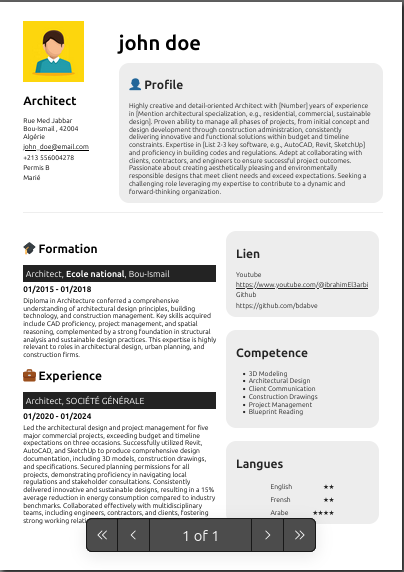 john doe
Architect
Rue Med Jabbar
Bou-Ismail , 42004
Algérie
john_doe@email.com
+213 556004278
Permis B
Marié
Profile
Highly creative and detail-oriented Architect with [Number] years of experience
in [Mention architectural specialization, e.g., residential, commercial, sustainable
design]. Proven ability to manage all phases of projects, from initial concept and
design development through construction administration, consistently
delivering innovative and functional solutions within budget and timeline
constraints. Expertise in [List 2-3 key software, e.g., AutoCAD, Revit, SketchUp]
and proficiency in building codes and regulations. Adept at collaborating with
clients, contractors, and engineers to ensure successful project outcomes.
Passionate about creating aesthetically pleasing and environmentally
responsible designs that meet client needs and exceed expectations. Seeking a
challenging role leveraging my expertise to contribute to a dynamic and
forward-thinking organization.
Formation
Architect, Ecole national, Bou-Ismail
01/2015 - 01/2018
Diploma in Architecture conferred a comprehensive
understanding of architectural design principles, building
technology, and construction management. Key skills acquired
include CAD proficiency, project management, and spatial
reasoning, complemented by a strong foundation in structural
analysis and sustainable design practices. This expertise is highly
relevant to roles in architectural design, urban planning, and
construction firms.
Experience
Architect, SOCIÉTÉ GÉNÉRALE
01/2020 - 01/2024
Led the architectural design and project management for five
major commercial projects, exceeding budget and timeline
expectations on three occasions. Successfully utilized Revit,
AutoCAD, and SketchUp to produce comprehensive design
documentation, including 3D models, construction drawings,
and specifications. Secured planning permissions for all
projects, demonstrating proficiency in navigating local
regulations and stakeholder consultations. Consistently
delivered innovative and sustainable designs, resulting in a 15%
average reduction in energy consumption compared to industry
benchmarks. Collaborated effectively with multidisciplinary
teams, including engineers, contractors, and clients, fostering
strong working
Lien
Youtube
https://www.youtube.com/@ibrahimEl3arbi
Github
https://github.com/bdabve
Competence
3D Modeling
Architectural Design
Client Communication
Construction Drawings
Project Management
Blueprint Reading
Langues
English ★★
Frensh ★★
Arabe ★★★★
1 of 1